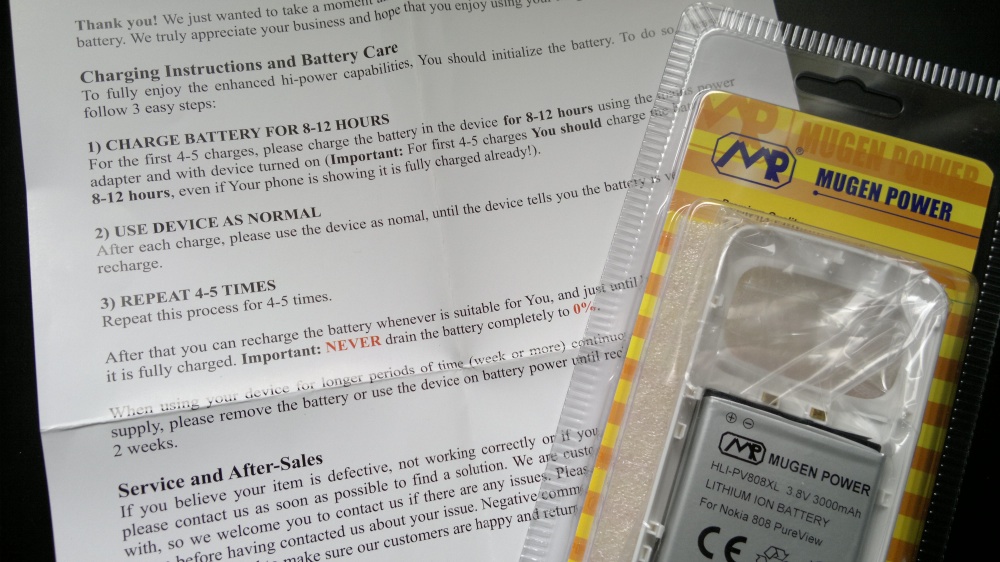 Thank you! We just wanted to take a moment
battery. We truly appreciate your business and hope that you enjoy using
Charging Instructions and Battery Care
To fully enjoy the enhanced hi-power capabilities, You should initialize the battery. To do so,
follow 3 easy steps:
1) CHARGE BATTERY FOR 8-12 HOURS
For the first 4-5 charges, please charge the battery in the device for 8-12 hours using the power
adapter and with device turned on (Important: For first 4-5 charges You should charge the
8-12 hours, even if Your phone is showing it is fully charged already!).
2) USE DEVICE AS NORMAL
After each charge, please use the device as nomal, until the device tells you the battery is
recharge.
3) REPEAT 4-5 TIMES
Repeat this process for 4-5 times.
After that you can recharge the battery whenever is suitable for You, and just until
it is fully charged. Important: NEVER drain the battery completely to 0%.
When using your device for longer periods of time (week or more)
supply, please remove the battery or use the device on battery power until
2 weeks.
Service and After-Sales
If you believe your item is defective, not working correctly or if you
please contact us as soon as possible to find a solution. We are
with, so we welcome you to contact us if there are any issues.
before having contacted us about your issue. Negative
make sure our customers are happy and
MUGEN POWER
MR ®
MUGEN POWER
MR MUGEN POWER
HLI-PV808XL 3.8V 3000mAh
LITHIUM ION BATTERY
For Nokia 808 PureView
CE